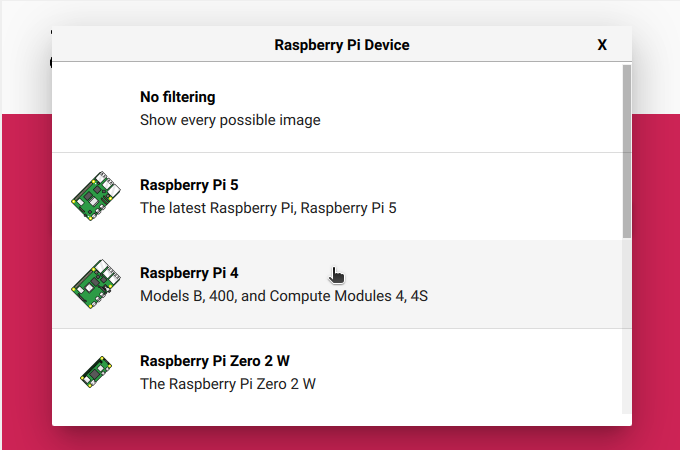 Raspberry Pi Device X
No filtering
Show every possible image
Raspberry Pi 5
The latest Raspberry Pi, Raspberry Pi 5
Raspberry Pi 4
Models B, 400, and Compute Modules 4, 4S
Raspberry Pi Zero 2 W
The Raspberry Pi Zero 2 W